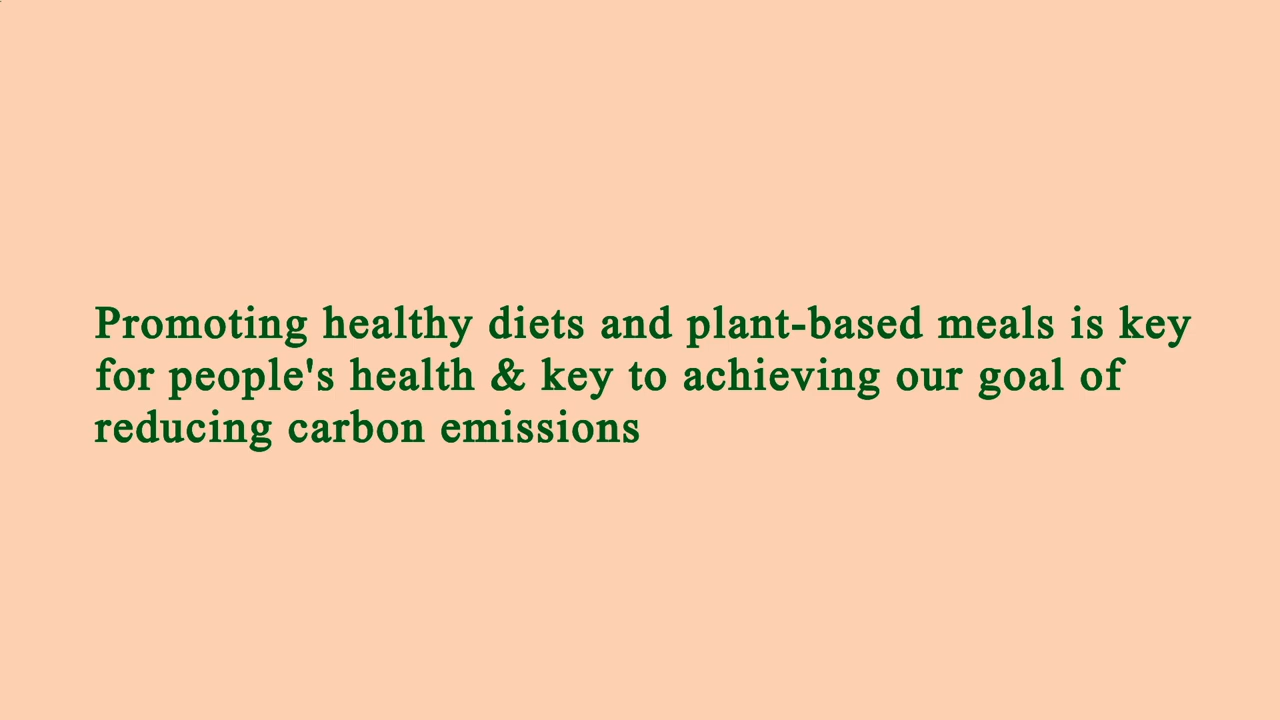 Promoting healthy diets and plant-based meals is key
for people's health & key to achieving our goal of
reducing carbon emissions